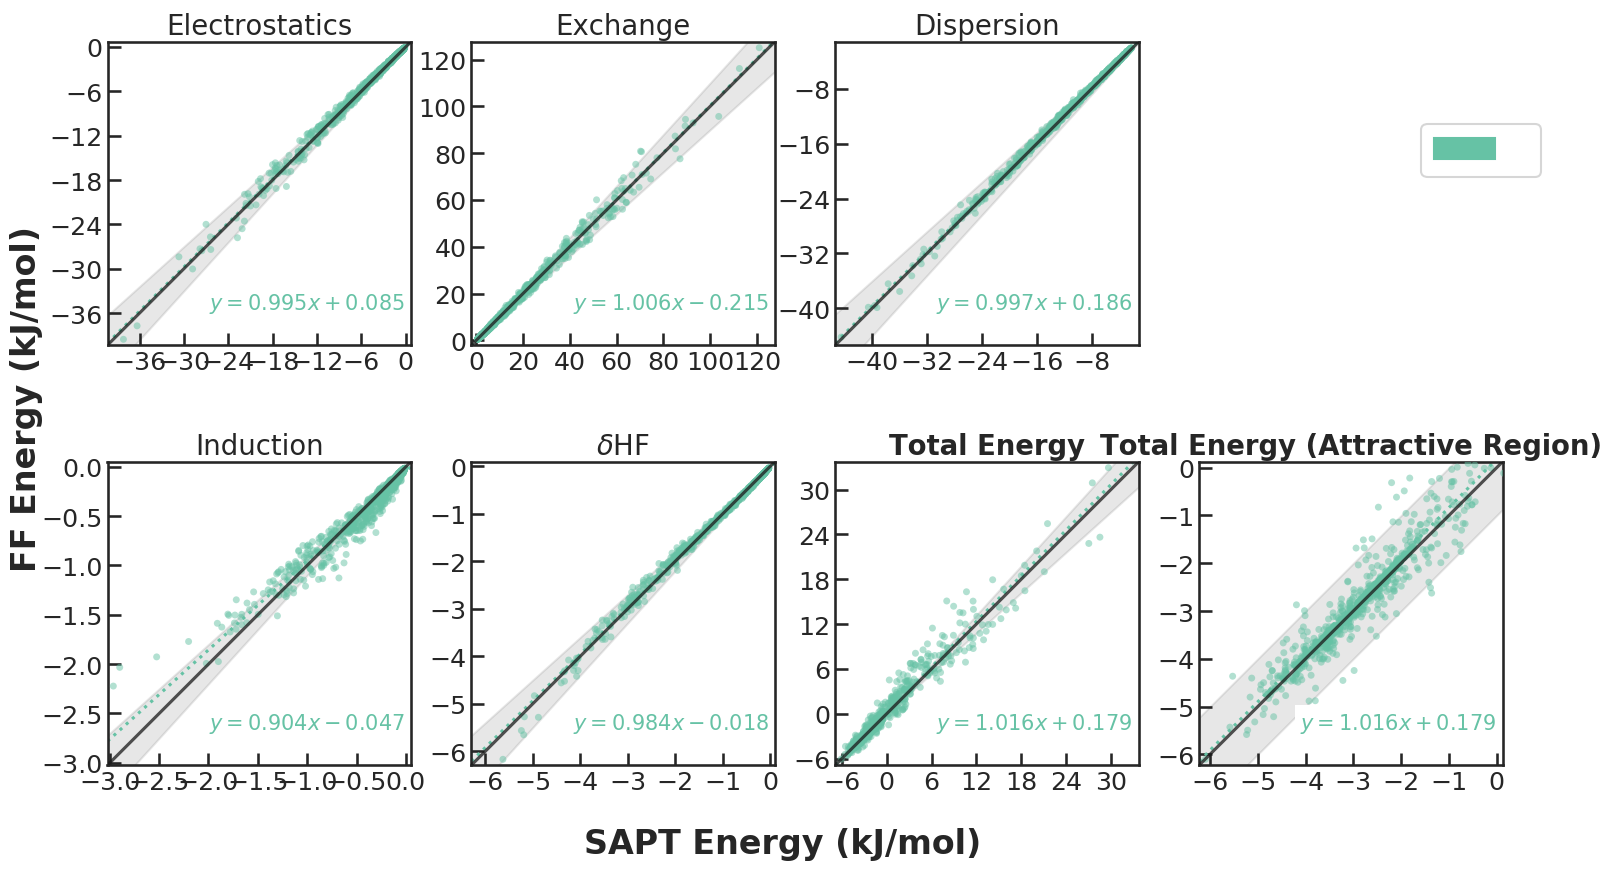 Electrostatics
Exchange
Dispersion
0
−6
−12
−18
−24
−30
−36
y = 0.995x + 0.085
−36 −30 −24 −18 −12 −6 0
120
100
80
60
40
20
0
y = 1.006x − 0.215
0 20 40 60 80 100 120
−8
−16
−24
−32
−40
y = 0.997x + 0.186
−40 −32 −24 −16 −8
FF Energy (kJ/mol)
Induction
δHF
Total Energy
Total Energy (Attractive Region)
0.0
−0.5
−1.0
−1.5
−2.0
−2.5
−3.0
y = 0.904x − 0.047
−3.0 −2.5 −2.0 −1.5 −1.0 −0.5 0.0
0
−1
−2
−3
−4
−5
−6
y = 0.984x − 0.018
−6 −5 −4 −3 −2 −1 0
30
24
18
12
6
0
−6
y = 1.016x + 0.179
−6 0 6 12 18 24 30
0
−1
−2
−3
−4
−5
−6
y = 1.016x + 0.179
−6 −5 −4 −3 −2 −1 0
SAPT Energy (kJ/mol)